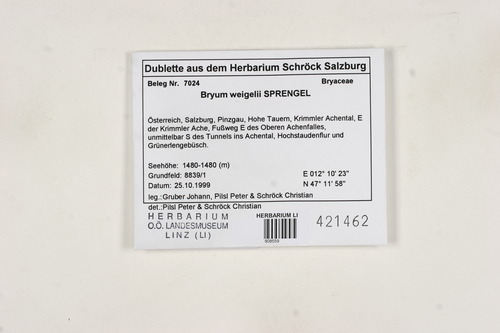 Dublette aus dem Herbarium Schröck Salzburg
Beleg Nr. 7024 Bryaceae
Bryum weigelii SPRENGEL
Österreich, Salzburg, Pinzgau, Hohe Tauern, Krimmler Achental, E
der Krimmler Ache, Fußweg E des Oberen Achenfalles,
unmittelbar S des Tunnels ins Achental, Hochstaudenflur und
Grünerlengebüsch.
Seehöhe: 1480-1480 (m)
Grundfeld: 8839/1 E 012° 10' 23"
Datum: 25.10.1999 N 47° 11' 58"
leg.:Gruber Johann, Pilsl Peter & Schröck Christian
det.:Pilsl Peter & Schröck Christian
HERBARIUM
O.Ö. LANDESMUSEUM
LINZ (LI)
HERBARIUM LI
421462